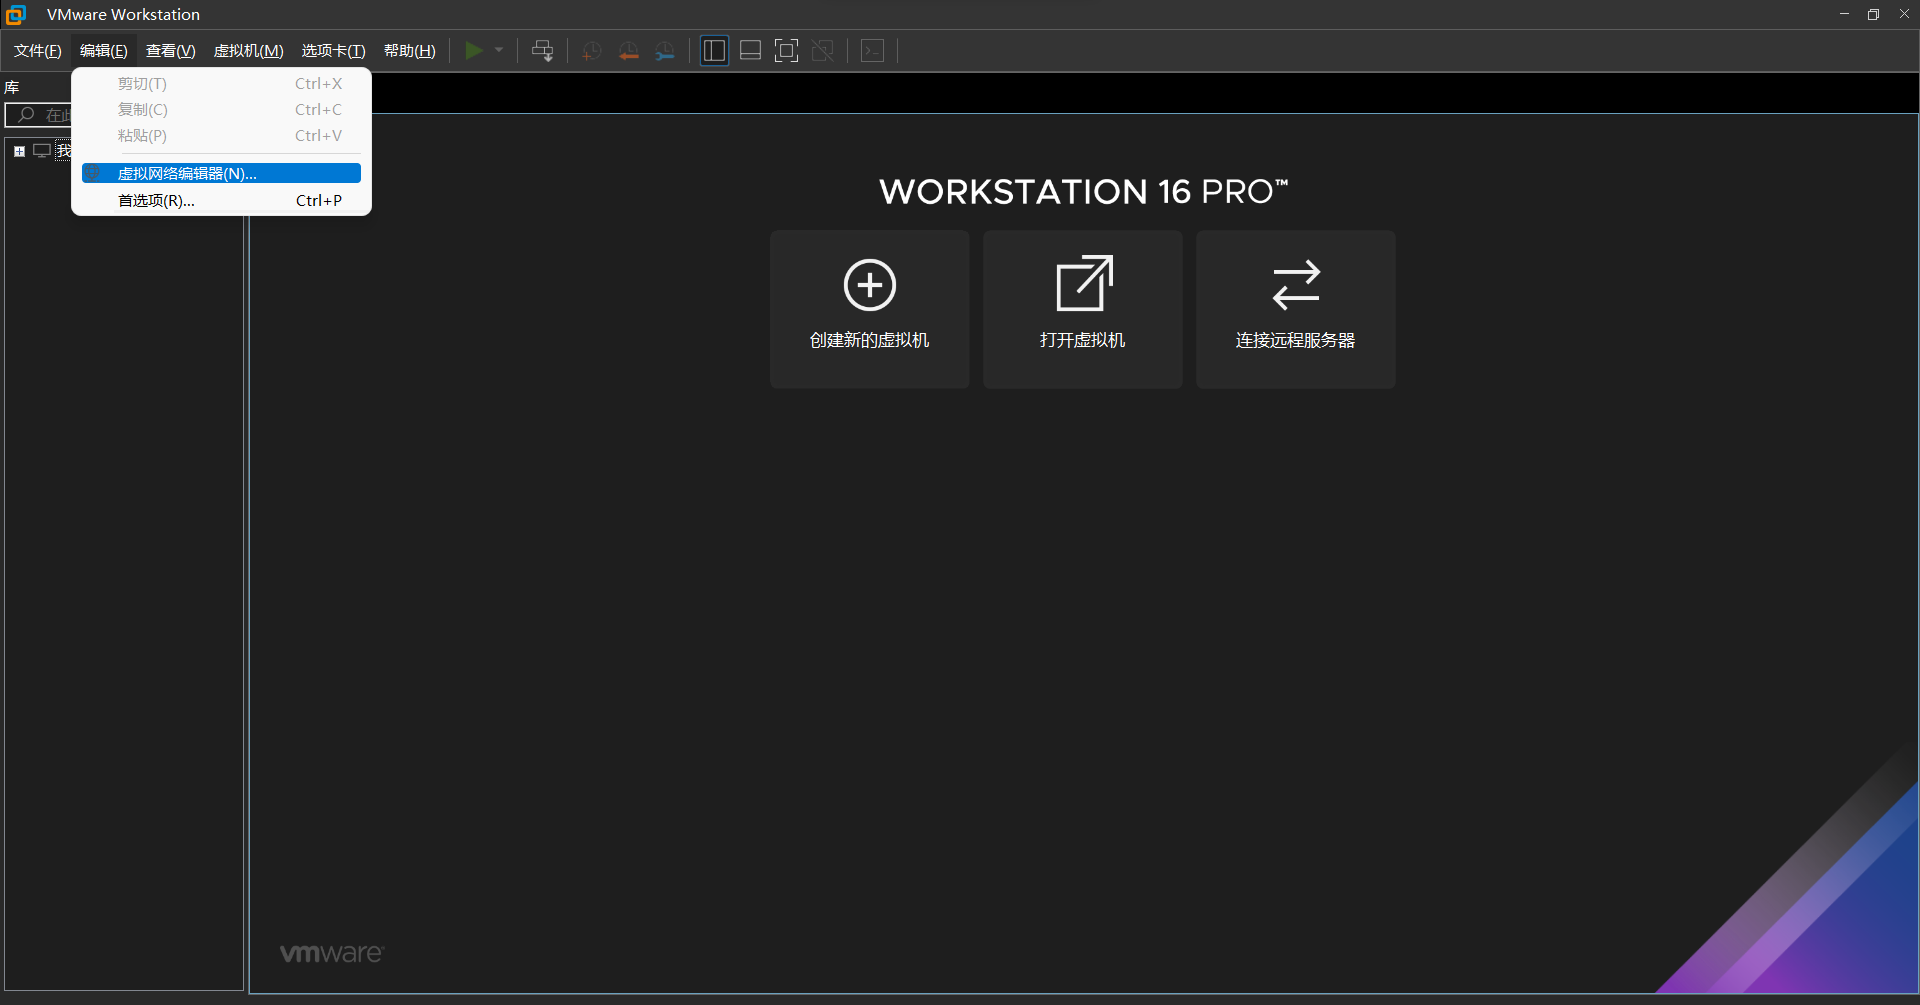 VMware Workstation
文件(F) 编辑(E) 查看(V) 虚拟机(M) 选项卡(T) 帮助(H)
库
在此
我
剪切(T) Ctrl+X
复制(C) Ctrl+C
粘贴(P) Ctrl+V
虚拟网络编辑器(N)...
首选项(R)... Ctrl+P
WORKSTATION 16 PRO™
创建新的虚拟机
打开虚拟机
连接远程服务器
vmware®